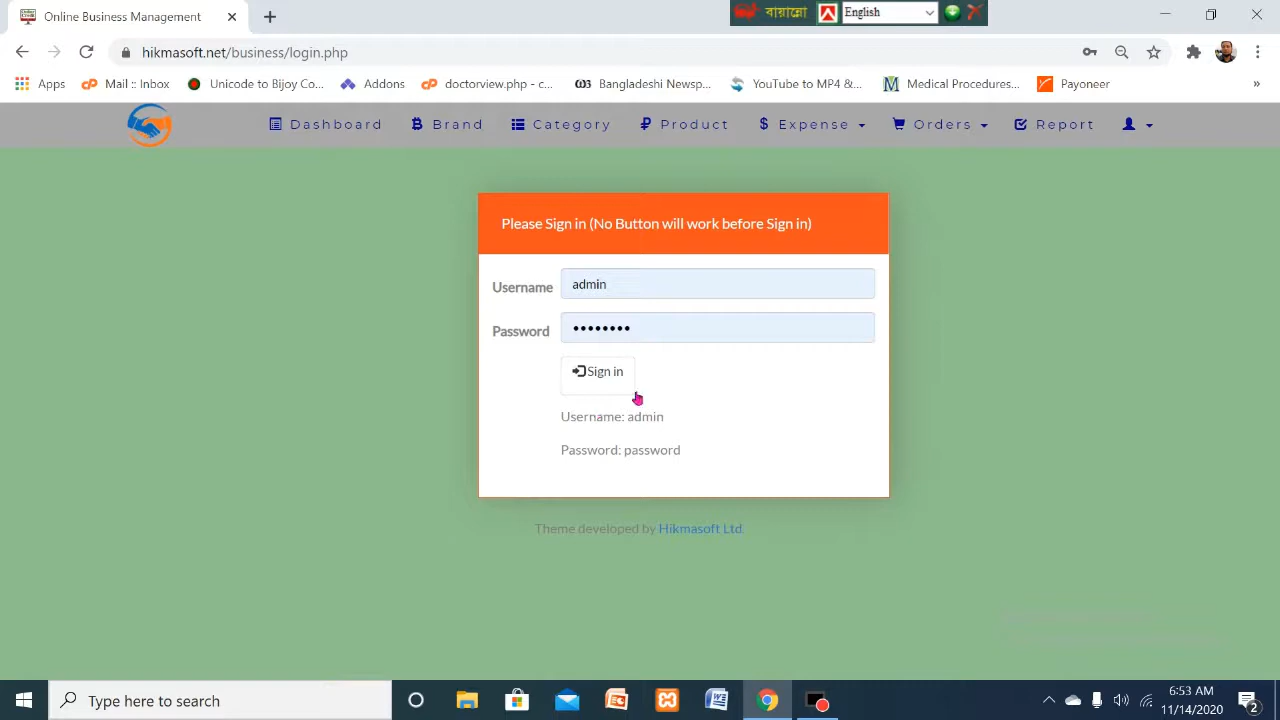 Online Business Management
বায়ান্নো
English
hikmasoft.net/business/login.php
Apps
Mail :: Inbox
Unicode to Bijoy Co...
Addons
doctorview.php - c...
Bangladeshi Newsp...
YouTube to MP4 &...
Medical Procedures...
Payoneer
»
Dashboard
Brand
Category
Product
Expense
Orders
Report
Please Sign in (No Button will work before Sign in)
Username
admin
Password
••••••••
Sign in
Username: admin
Password: password
Theme developed by Hikmasoft Ltd.
Type here to search
6:53 AM
11/14/2020
2